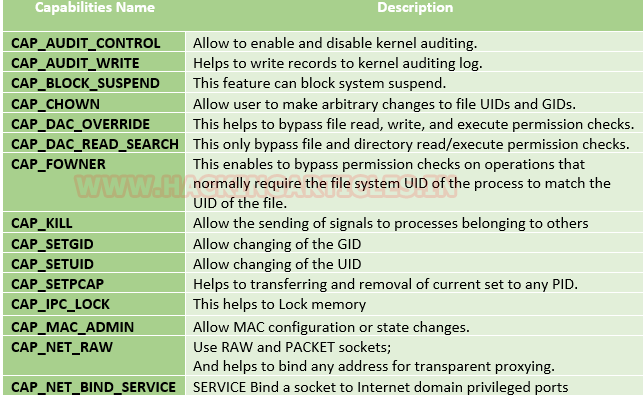 Capabilities Name Description
CAP_AUDIT_CONTROL Allow to enable and disable kernel auditing.
CAP_AUDIT_WRITE Helps to write records to kernel auditing log.
CAP_BLOCK_SUSPEND This feature can block system suspend.
CAP_CHOWN Allow user to make arbitrary changes to file UIDs and GIDs.
CAP_DAC_OVERRIDE This helps to bypass file read, write, and execute permission checks.
CAP_DAC_READ_SEARCH This only bypass file and directory read/execute permission checks.
CAP_FOWNER This enables to bypass permission checks on operations that
normally require the file system UID of the process to match the
UID of the file.
WWW.HACKINGARTICLES.IN
CAP_KILL Allow the sending of signals to processes belonging to others
CAP_SETGID Allow changing of the GID
CAP_SETUID Allow changing of the UID
CAP_SETPCAP Helps to transferring and removal of current set to any PID.
CAP_IPC_LOCK This helps to Lock memory
CAP_MAC_ADMIN Allow MAC configuration or state changes.
CAP_NET_RAW Use RAW and PACKET sockets;
And helps to bind any address for transparent proxying.
CAP_NET_BIND_SERVICE SERVICE Bind a socket to Internet domain privileged ports